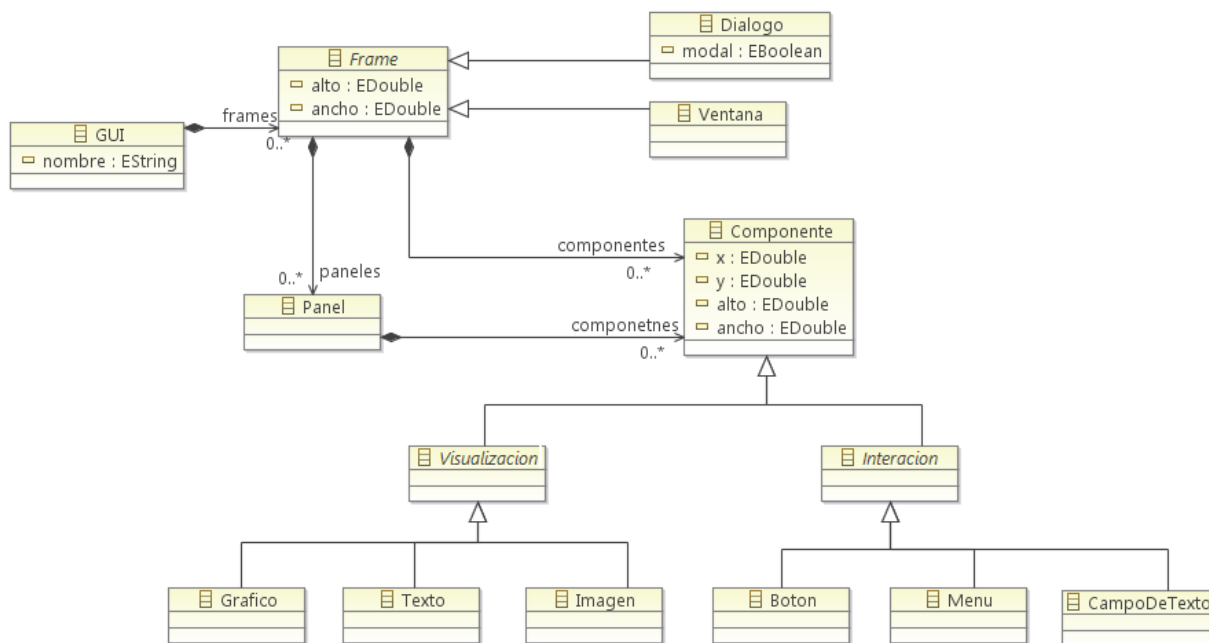 Dialogo
modal : EBoolean
Frame
alto : EDouble
ancho : EDouble
Ventana
frames
0..*
GUI
nombre : EString
Componente
x : EDouble
y : EDouble
alto : EDouble
ancho : EDouble
componentes
0..*
paneles
0..*
Panel
componetnes
0..*
Visualizacion
Interacion
Grafico
Texto
Imagen
Boton
Menu
CampoDeTexto